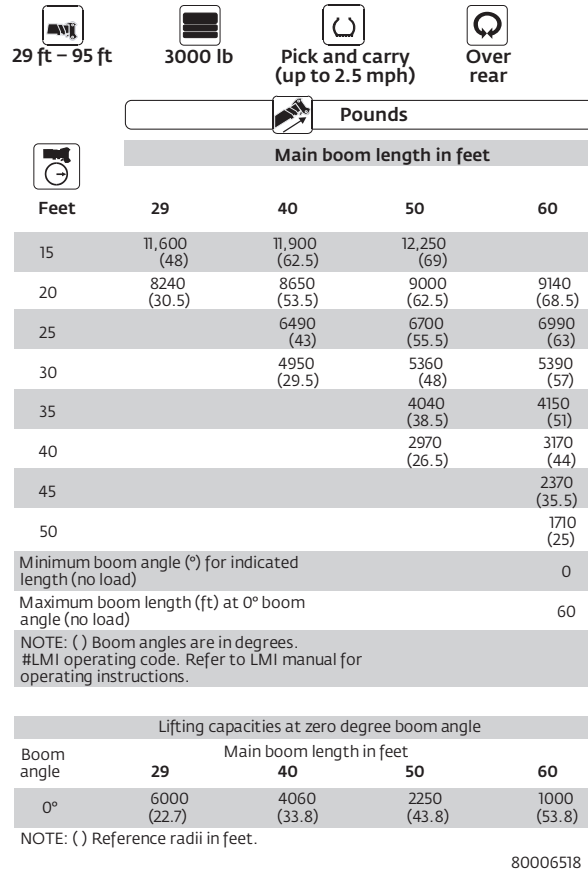 29 ft – 95 ft 3000 lb Pick and carry Over
(up to 2.5 mph) rear
Pounds
Main boom length in feet
Feet 29 40 50 60
15 11,600 11,900 12,250
(48) (62.5) (69)
20 8240 8650 9000 9140
(30.5) (53.5) (62.5) (68.5)
25 6490 6700 6990
(43) (55.5) (63)
30 4950 5360 5390
(29.5) (48) (57)
35 4040 4150
(38.5) (51)
40 2970 3170
(26.5) (44)
45 2370
(35.5)
50 1710
(25)
Minimum boom angle (°) for indicated
length (no load) 0
Maximum boom length (ft) at 0° boom
angle (no load) 60
NOTE: ( ) Boom angles are in degrees.
#LMI operating code. Refer to LMI manual for
operating instructions.
Lifting capacities at zero degree boom angle
Boom Main boom length in feet
angle 29 40 50 60
0° 6000 4060 2250 1000
(22.7) (33.8) (43.8) (53.8)
NOTE: ( ) Reference radii in feet.
80006518